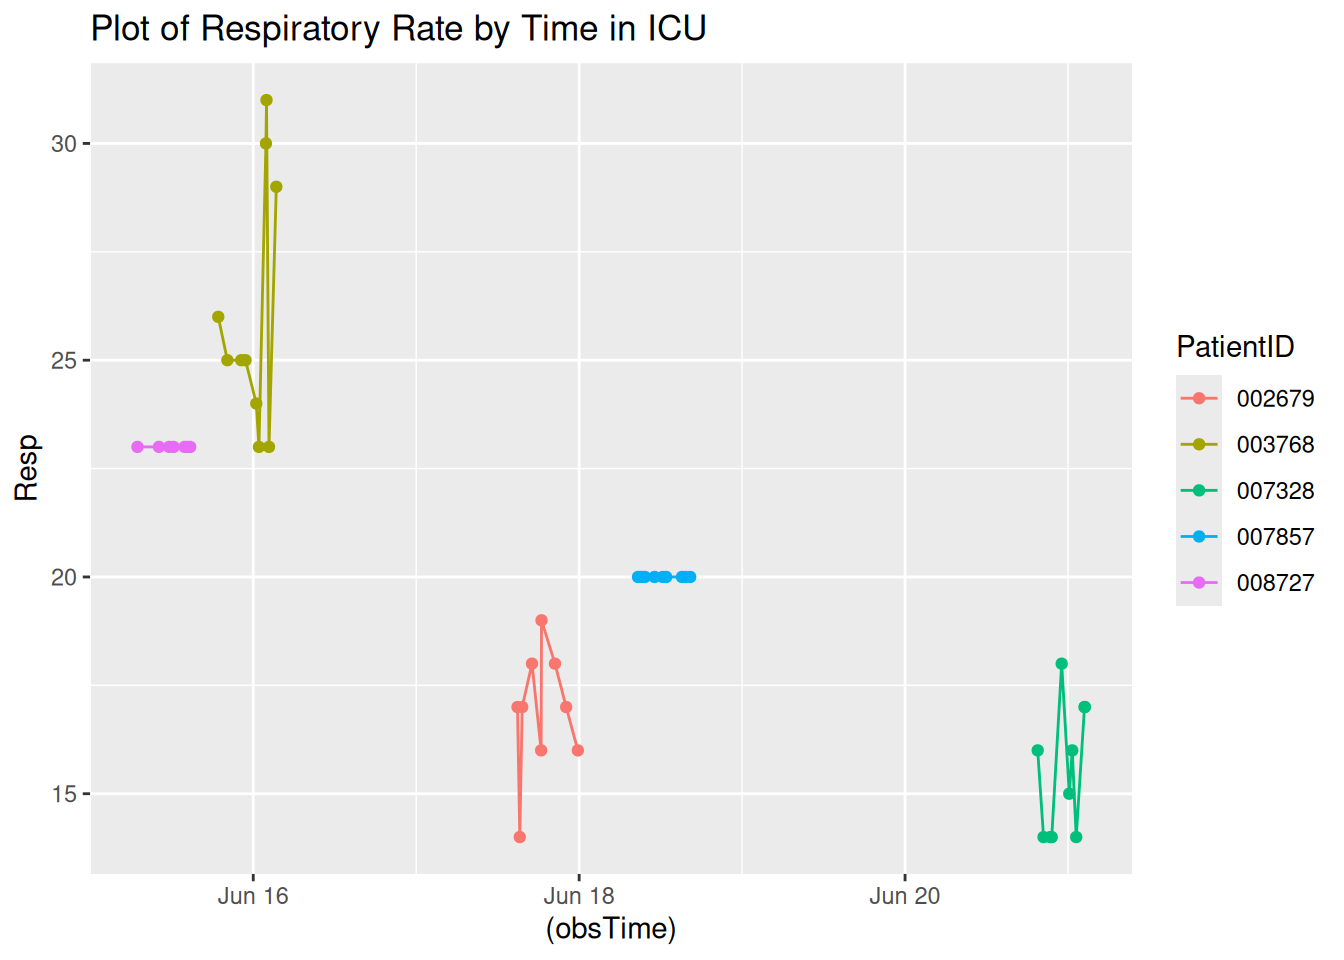 Plot of Respiratory Rate by Time in ICU
30
25
20
15
Resp
Jun 16
Jun 18
Jun 20
(obsTime)
PatientID
002679
003768
007328
007857
008727